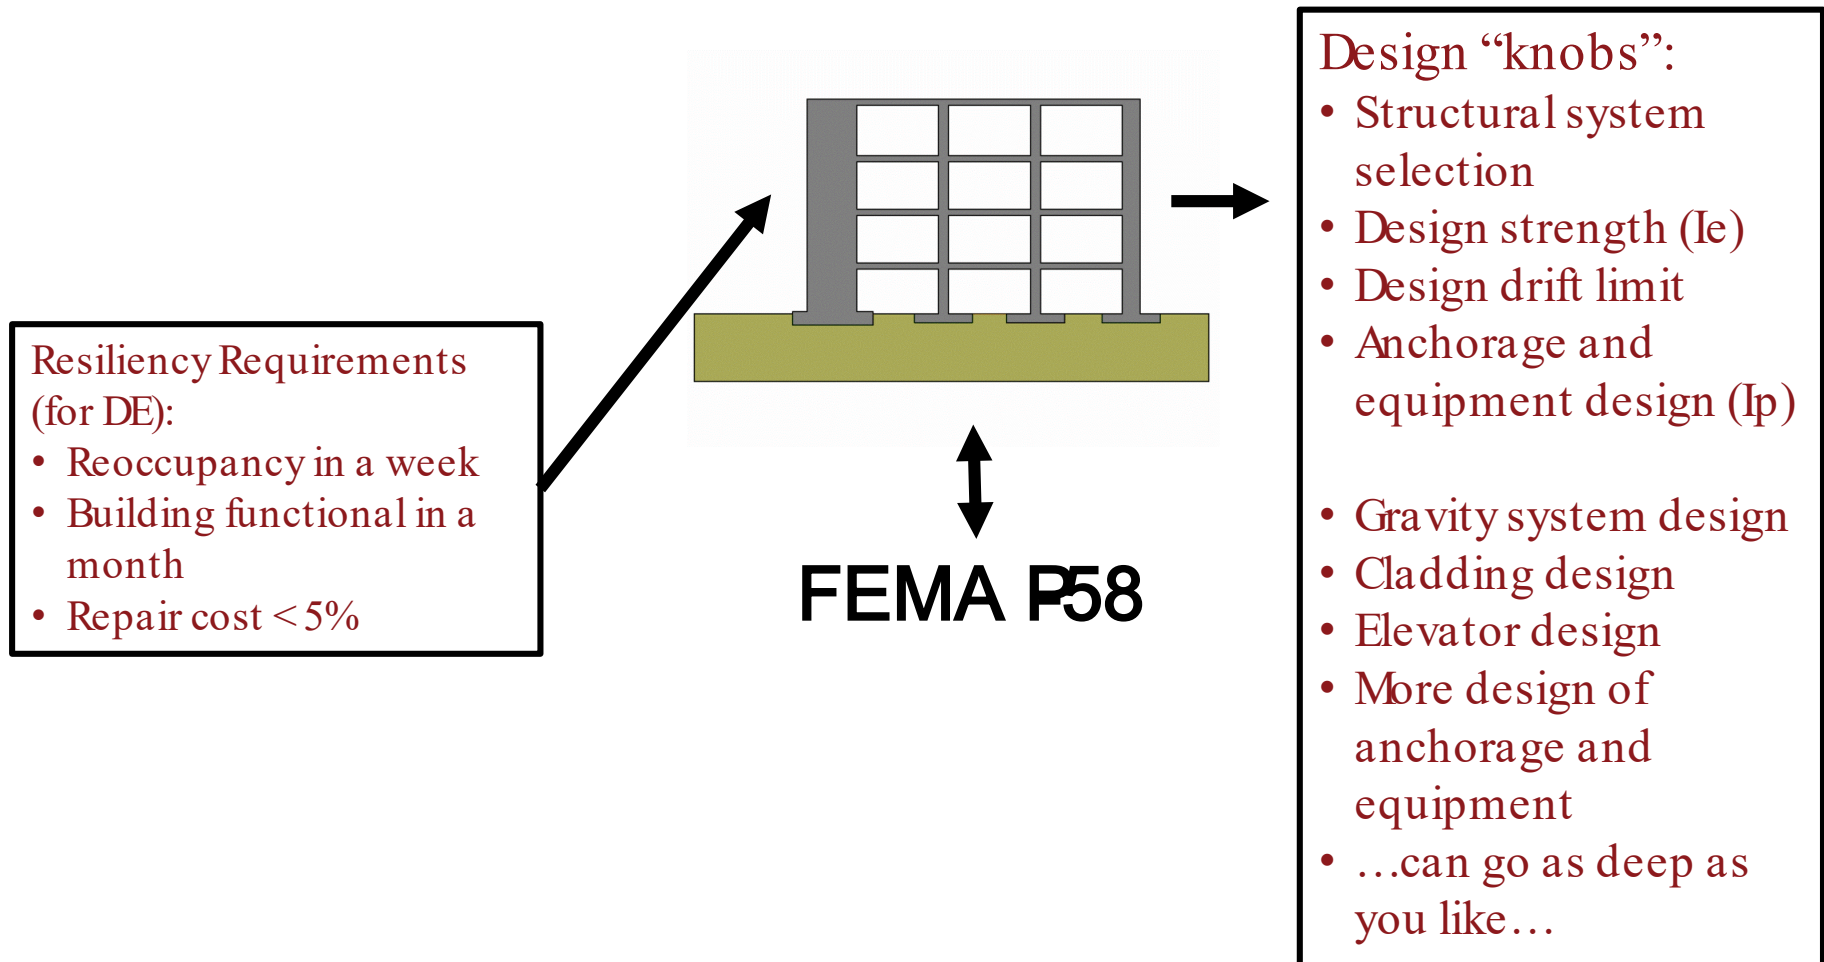 Resiliency Requirements
(for DE):
• Reoccupancy in a week
• Building functional in a
month
• Repair cost < 5%
FEMA P-58
Design “knobs”:
• Structural system
selection
• Design strength (Ie)
• Design drift limit
• Anchorage and
equipment design (Ip)
• Gravity system design
• Cladding design
• Elevator design
• More design of
anchorage and
equipment
• …can go as deep as
you like…